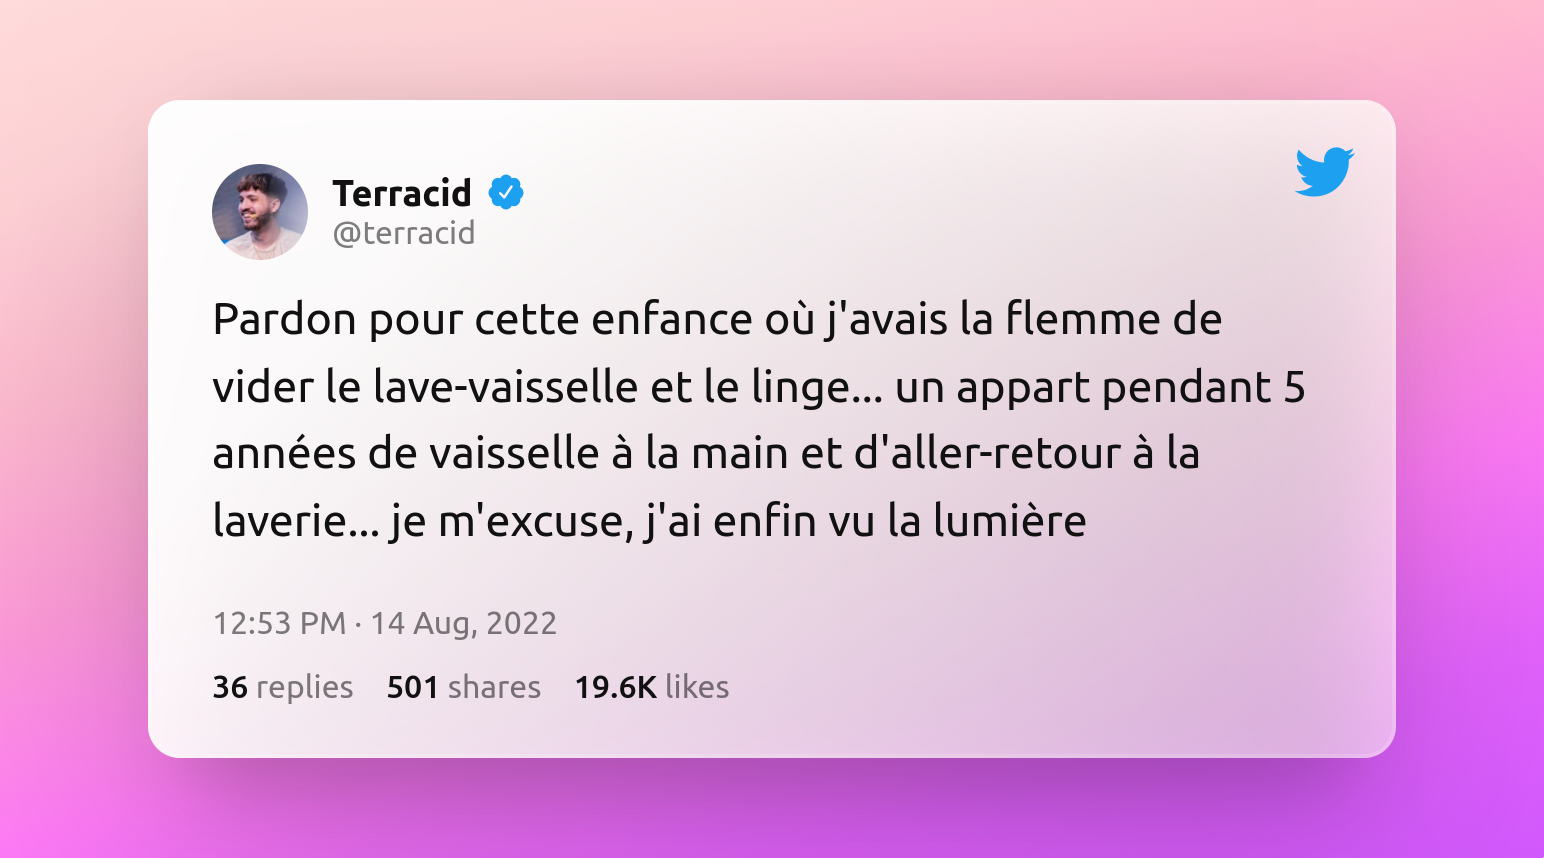 Terracid
@terracid
Pardon pour cette enfance où j'avais la flemme de
vider le lave-vaisselle et le linge... un appart pendant 5
années de vaisselle à la main et d'aller-retour à la
laverie... je m'excuse, j'ai enfin vu la lumière
12:53 PM · 14 Aug, 2022
36 replies 501 shares 19.6K likes